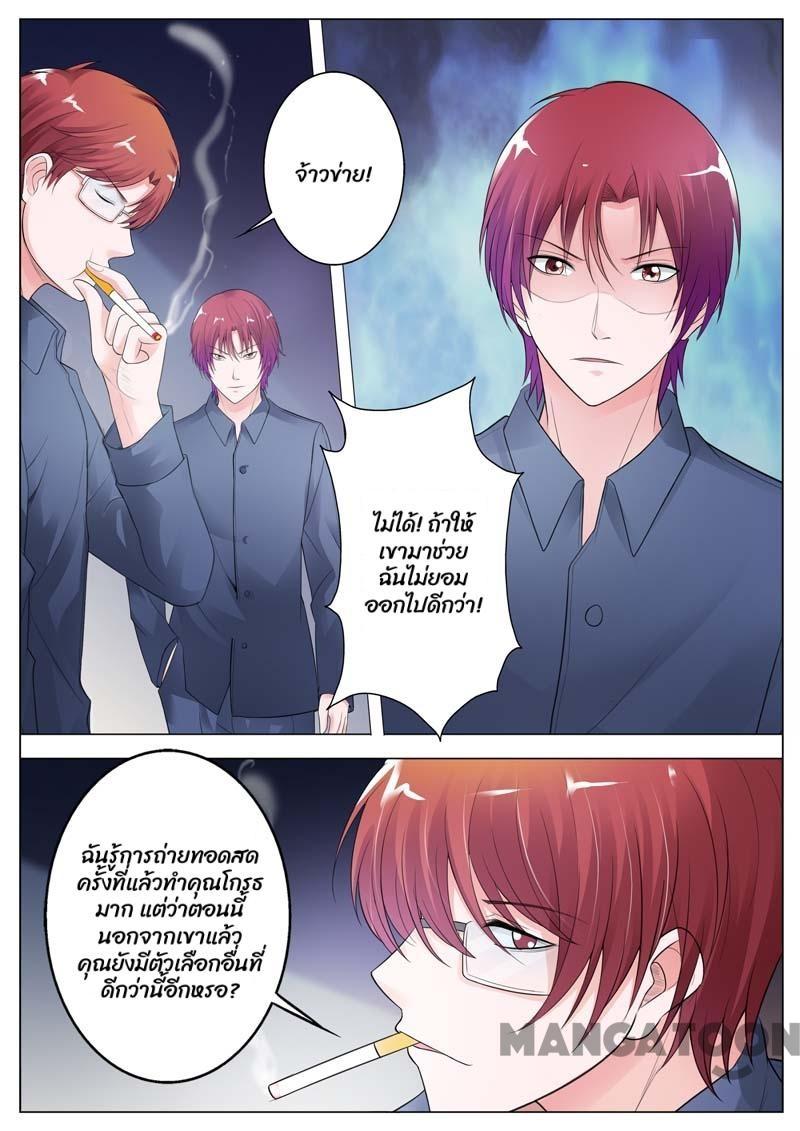 จ้าวข่าย!
ไม่ได้! ถ้าให้
เขามาช่วย
ฉันไม่ยอม
ออกไปดีกว่า!
ฉันรู้การถ่ายทอดสด
ครั้งที่แล้วทำคุณโกรธ
มาก แต่ว่าตอนนี้
นอกจากเขาแล้ว
คุณยังมีตัวเลือกอื่นที่
ดีกว่านี้อีกหรอ?
MANGATOON